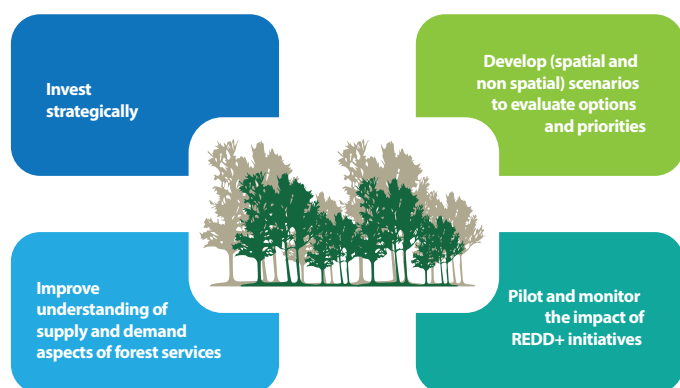 Invest
strategically
Develop (spatial and
non spatial) scenarios
to evaluate options
and priorities
Improve
understanding of
supply and demand
aspects of forest services
Pilot and monitor
the impact of
REDD+ initiatives